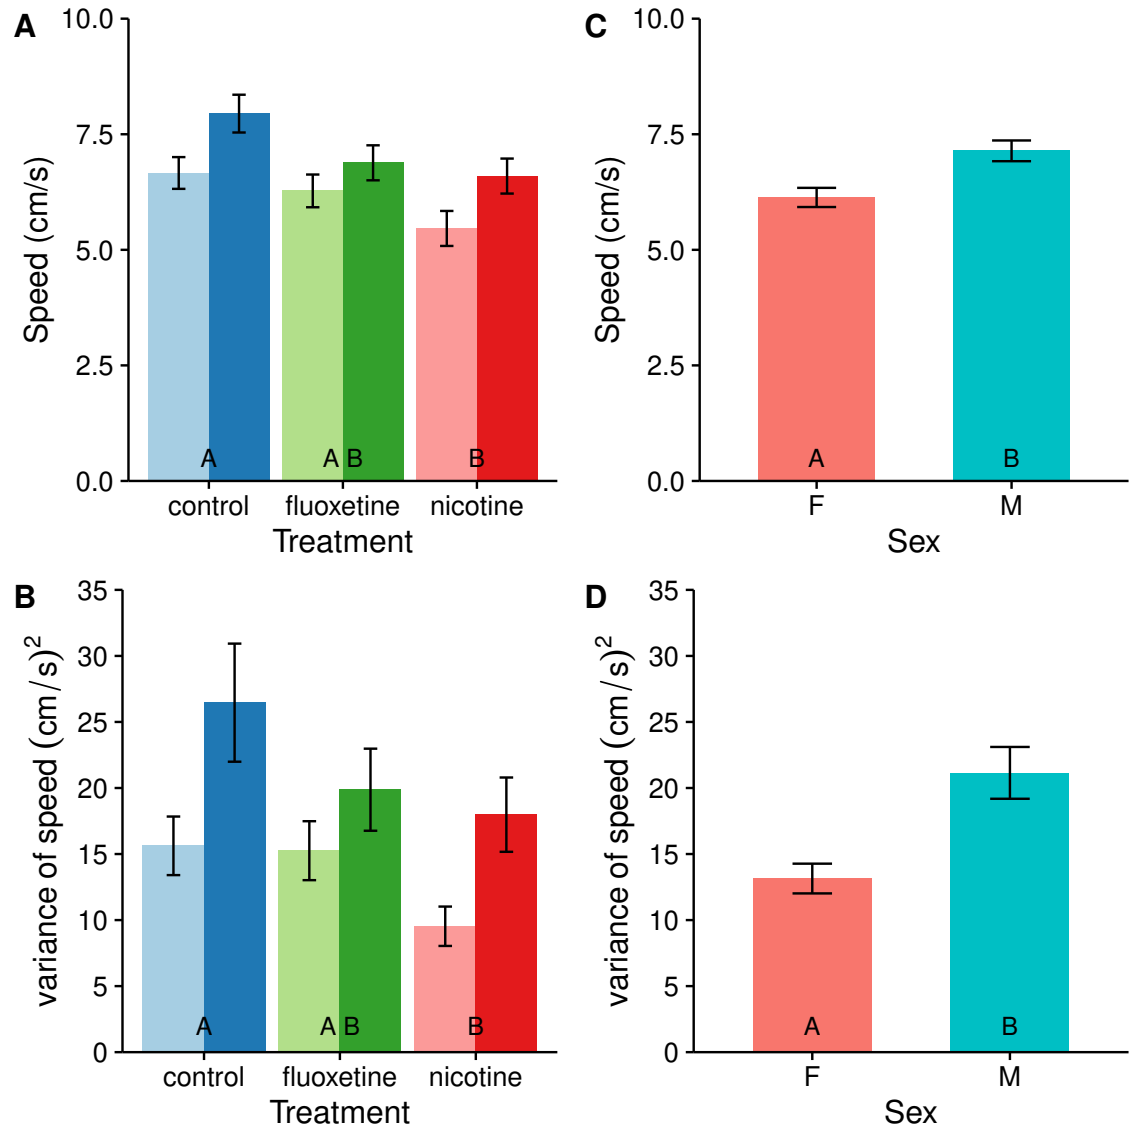 A
Speed (cm/s)
10.0
7.5
5.0
2.5
0.0
A
A B
B
control
fluoxetine
nicotine
Treatment
C
Speed (cm/s)
10.0
7.5
5.0
2.5
0.0
A
B
F
M
Sex
B
variance of speed (cm/s)²
35
30
25
20
15
10
5
0
A
A B
B
control
fluoxetine
nicotine
Treatment
D
variance of speed (cm/s)²
35
30
25
20
15
10
5
0
A
B
F
M
Sex